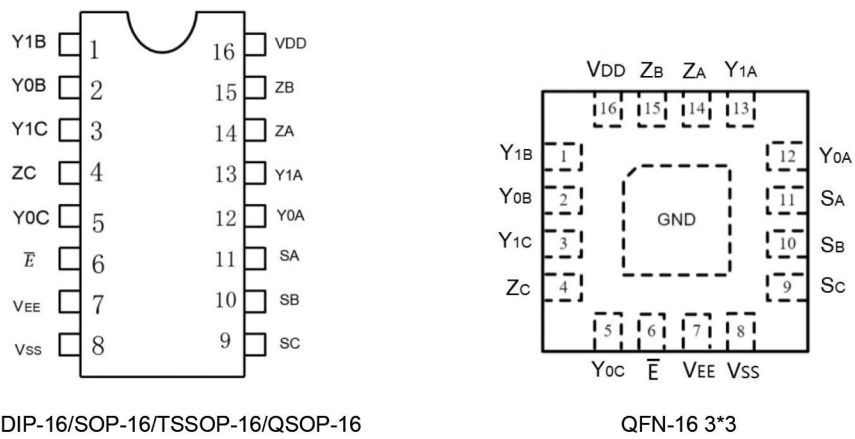 Y1B 1 16 VDD
Y0B 2 15 ZB
Y1C 3 14 ZA
ZC 4 13 Y1A
Y0C 5 12 Y0A
E̅ 6 11 SA
VEE 7 10 SB
VSS 8 9 SC
DIP-16/SOP-16/TSSOP-16/QSOP-16
VDD ZB ZA Y1A
16 15 14 13
Y1B 1 12 Y0A
Y0B 2 11 SA
GND
Y1C 3 10 SB
ZC 4 9 SC
5 6 7 8
Y0C E̅ VEE VSS
QFN-16 3*3